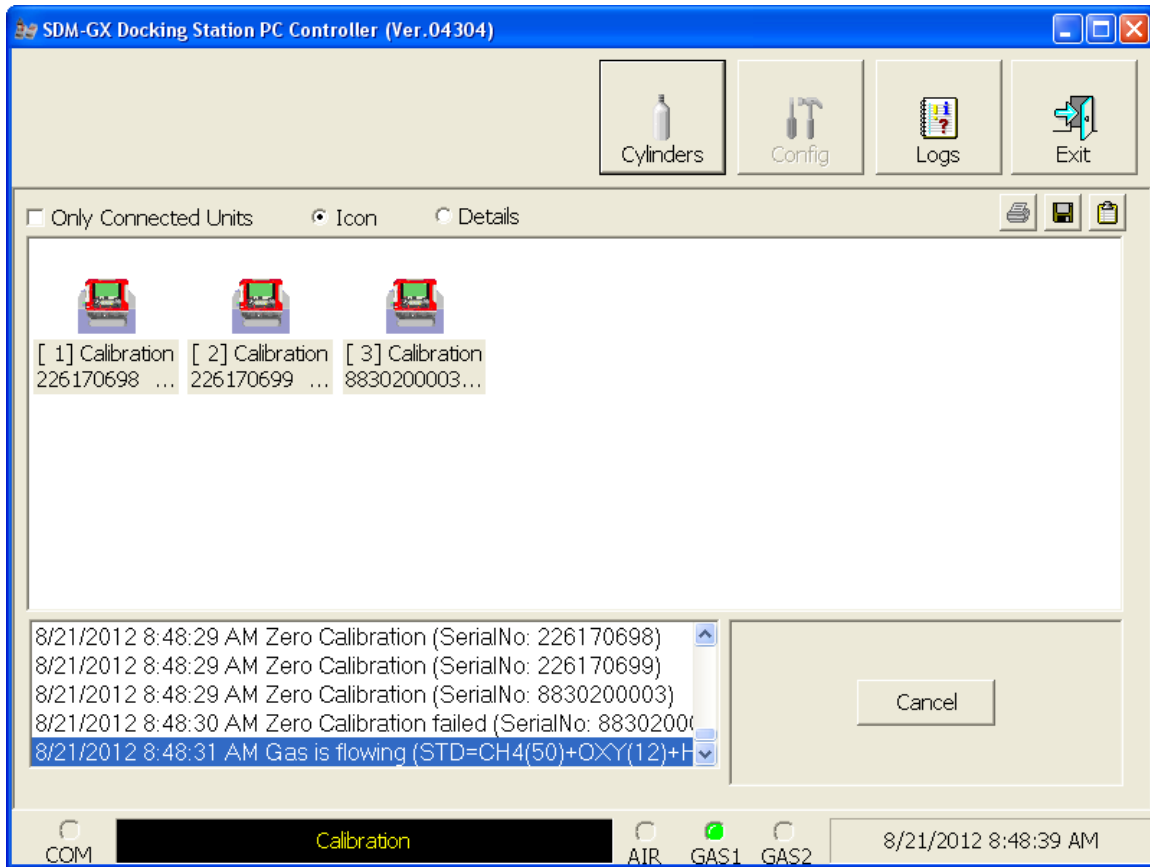 SDM-GX Docking Station PC Controller (Ver.04304)
Cylinders
Config
Logs
Exit
Only Connected Units
Icon
Details
[ 1] Calibration
226170698 ...
[ 2] Calibration
226170699 ...
[ 3] Calibration
8830200003...
8/21/2012 8:48:29 AM Zero Calibration (SerialNo: 226170698)
8/21/2012 8:48:29 AM Zero Calibration (SerialNo: 226170699)
8/21/2012 8:48:29 AM Zero Calibration (SerialNo: 8830200003)
8/21/2012 8:48:30 AM Zero Calibration failed (SerialNo: 8830200
8/21/2012 8:48:31 AM Gas is flowing (STD=CH4(50)+OXY(12)+H
Cancel
COM
Calibration
AIR
GAS1
GAS2
8/21/2012 8:48:39 AM